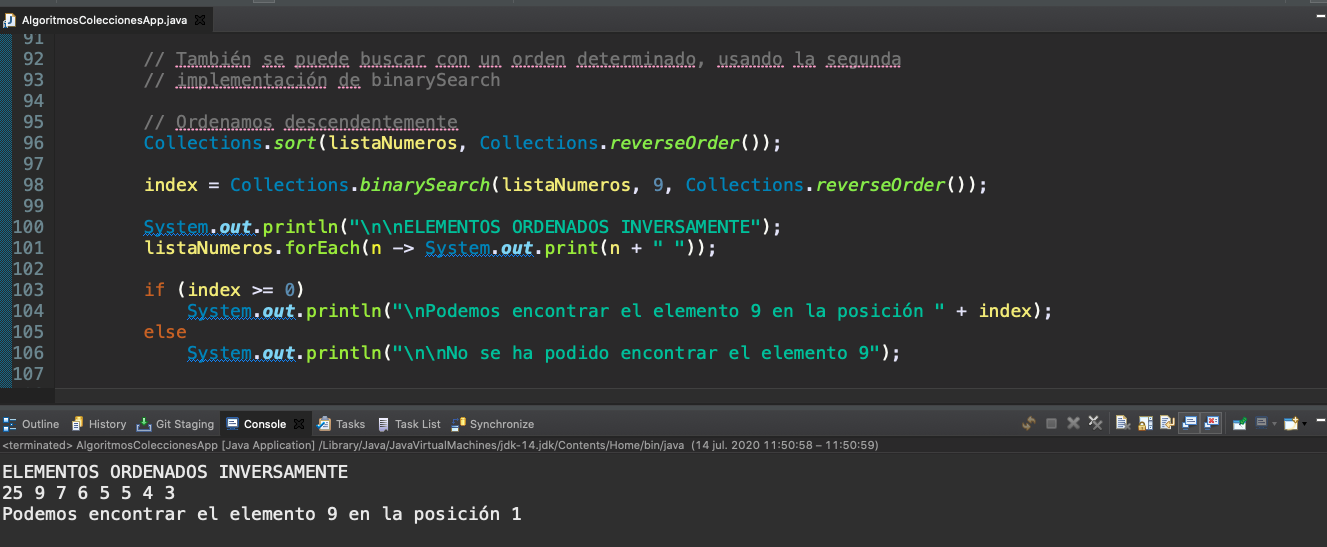 AlgoritmosColeccionesApp.java
91
92 // También se puede buscar con un orden determinado, usando la segunda
93 // implementación de binarySearch
94
95 // Ordenamos descendentemente
96 Collections.sort(listaNumeros, Collections.reverseOrder());
97
98 index = Collections.binarySearch(listaNumeros, 9, Collections.reverseOrder());
99
100 System.out.println("\n\nELEMENTOS ORDENADOS INVERSAMENTE");
101 listaNumeros.forEach(n -> System.out.print(n + " "));
102
103 if (index >= 0)
104 System.out.println("\nPodemos encontrar el elemento 9 en la posición " + index);
105 else
106 System.out.println("\n\nNo se ha podido encontrar el elemento 9");
107
Outline History Git Staging Console Tasks Task List Synchronize
<terminated> AlgoritmosColeccionesApp [Java Application] /Library/Java/JavaVirtualMachines/jdk-14.jdk/Contents/Home/bin/java (14 jul. 2020 11:50:58 – 11:50:59)
ELEMENTOS ORDENADOS INVERSAMENTE
25 9 7 6 5 5 4 3
Podemos encontrar el elemento 9 en la posición 1